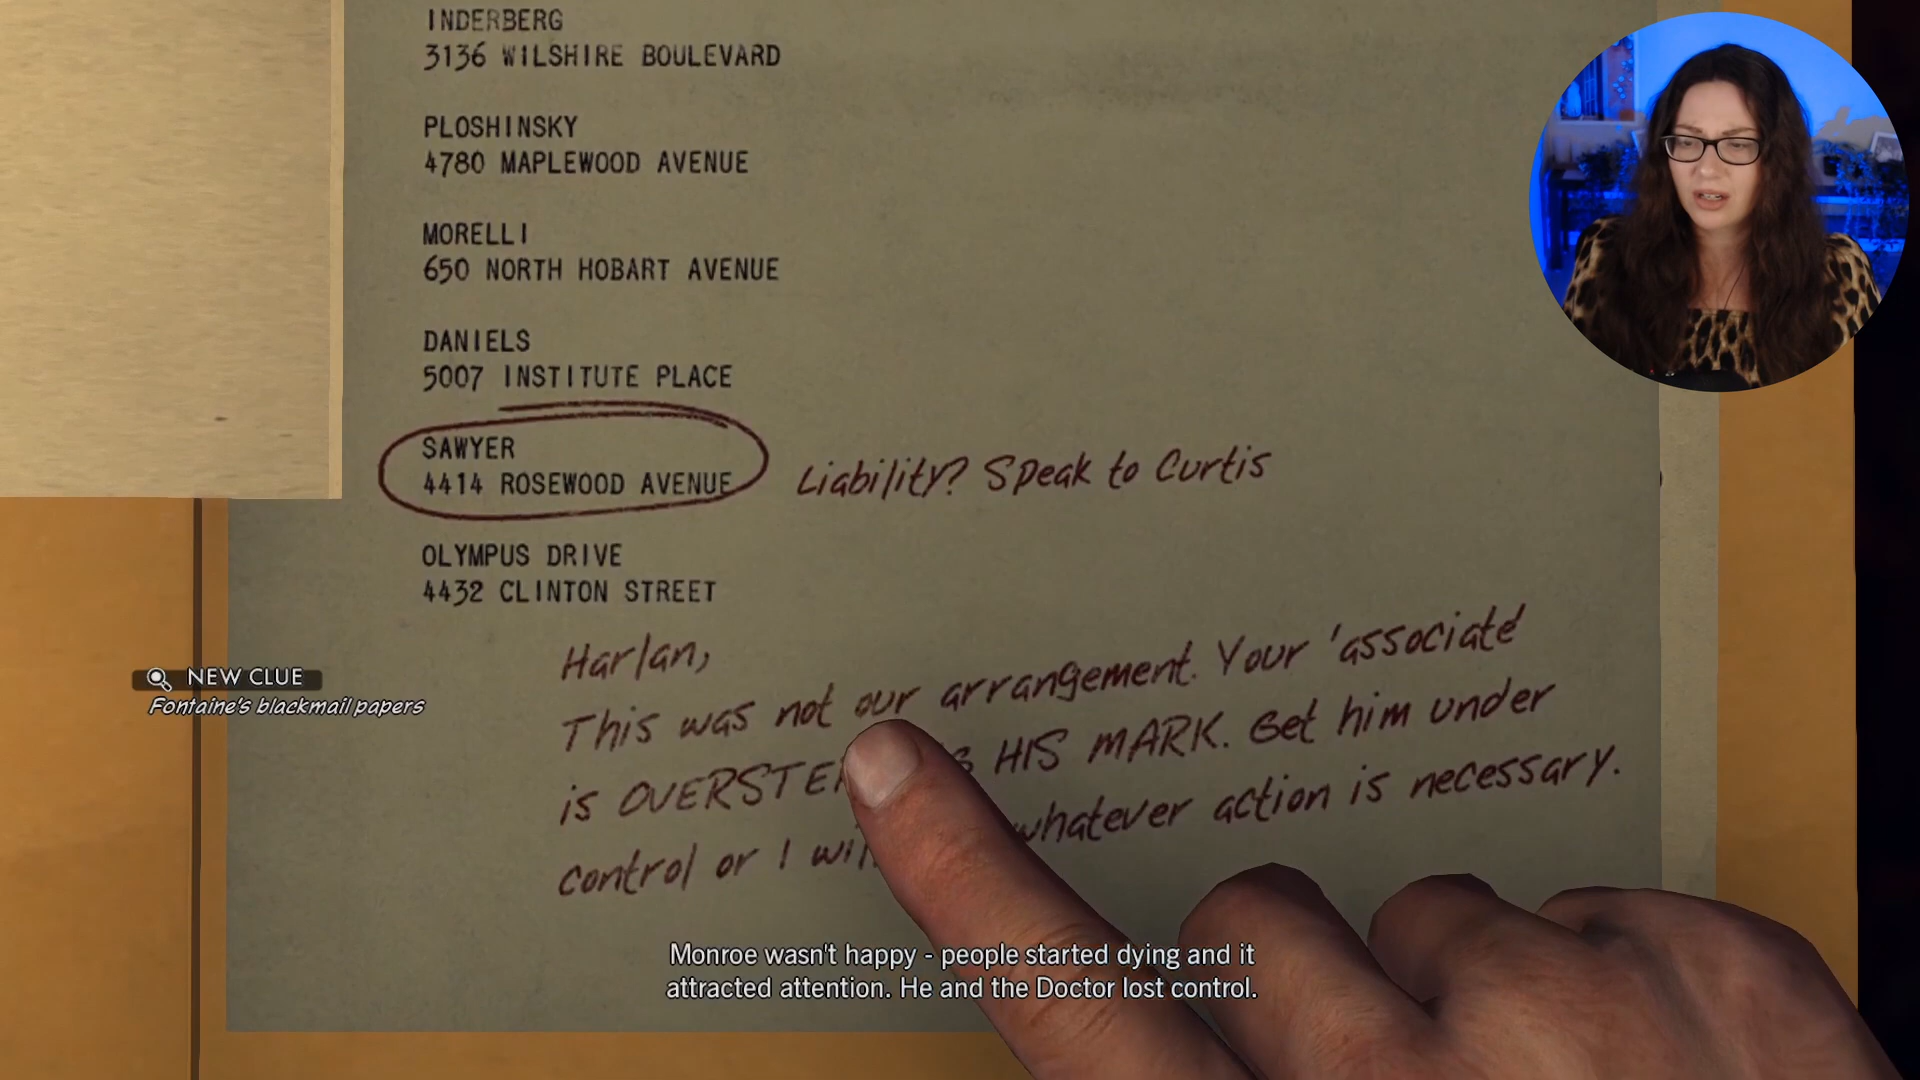 INDERBERG
3136 WILSHIRE BOULEVARD
PLOSHINSKY
4780 MAPLEWOOD AVENUE
MORELLI
650 NORTH HOBART AVENUE
DANIELS
5007 INSTITUTE PLACE
SAWYER
4414 ROSEWOOD AVENUE
Liability? Speak to Curtis
OLYMPUS DRIVE
4432 CLINTON STREET
Harlan,
This was not our arrangement. Your 'associate'
is HIS MARK. Get him under
control or I whatever action is necessary.
NEW CLUE
Fontaine's blackmail papers
Monroe wasn't happy - people started dying and it
attracted attention. He and the Doctor lost control.